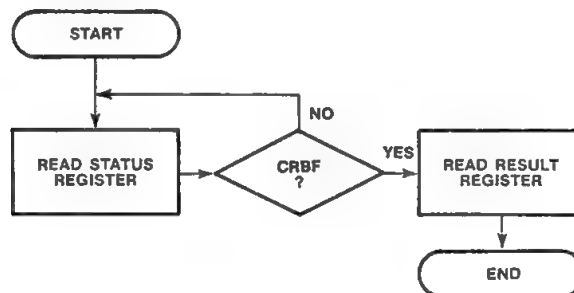 START
NO
READ STATUS
REGISTER
CRBF
?
YES
READ RESULT
REGISTER
END